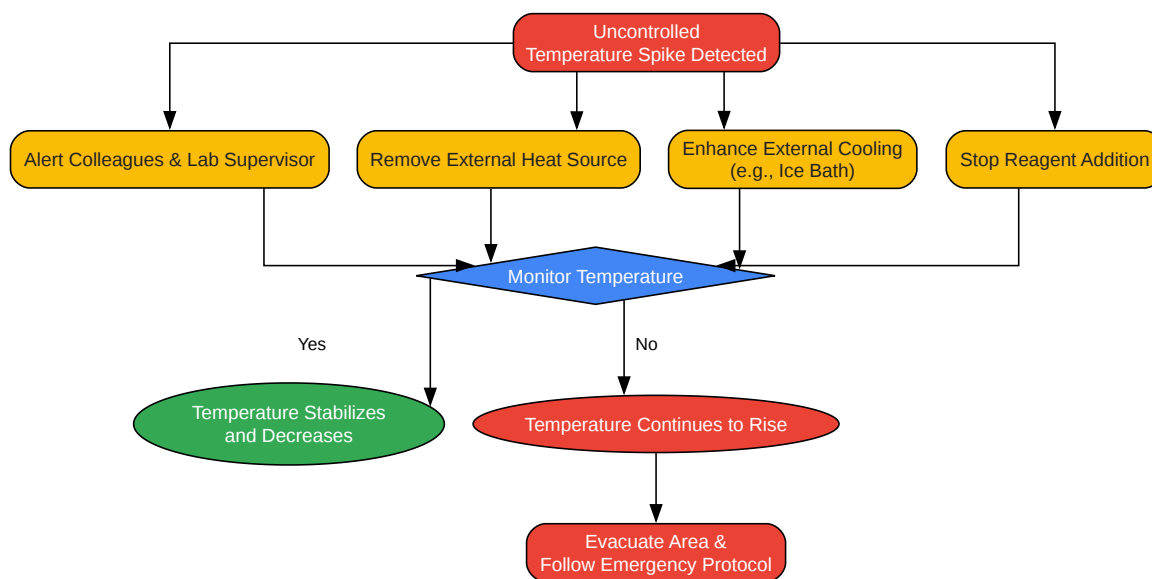 Uncontrolled
Temperature Spike Detected
Alert Colleagues & Lab Supervisor
Remove External Heat Source
Enhance External Cooling
(e.g., Ice Bath)
Stop Reagent Addition
Monitor Temperature
Yes
No
Temperature Stabilizes
and Decreases
Temperature Continues to Rise
Evacuate Area &
Follow Emergency Protocol